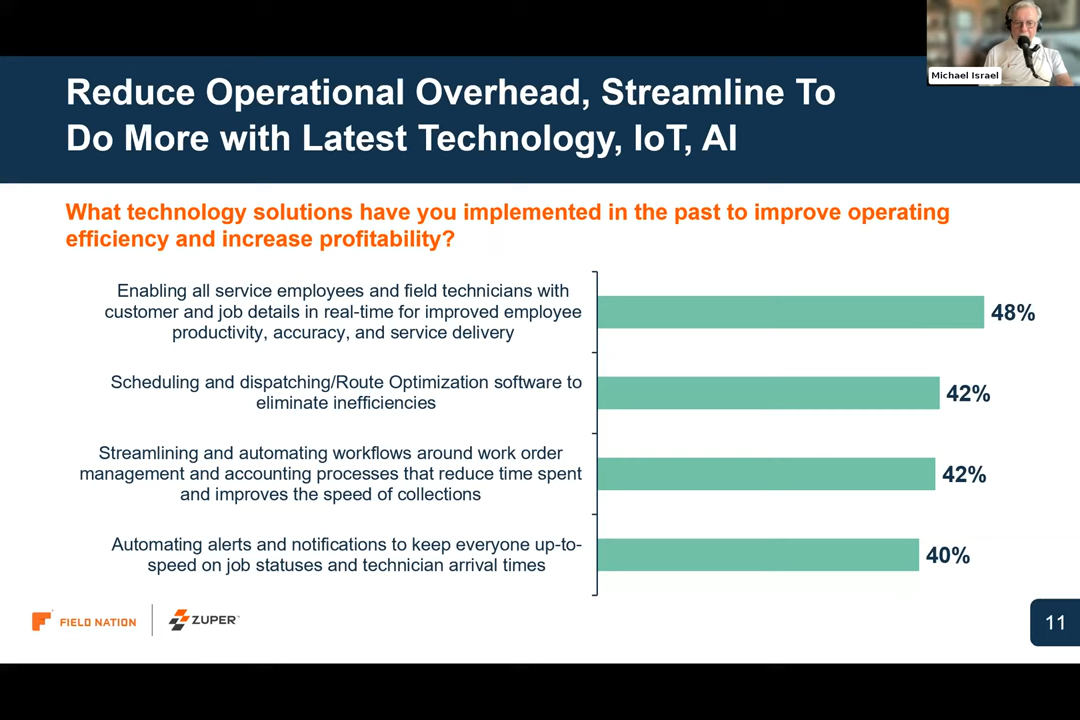 Michael Israel
Reduce Operational Overhead, Streamline To
Do More with Latest Technology, IoT, AI
What technology solutions have you implemented in the past to improve operating
efficiency and increase profitability?
Enabling all service employees and field technicians with
customer and job details in real-time for improved employee
productivity, accuracy, and service delivery
48%
Scheduling and dispatching/Route Optimization software to
eliminate inefficiencies
42%
Streamlining and automating workflows around work order
management and accounting processes that reduce time spent
and improves the speed of collections
42%
Automating alerts and notifications to keep everyone up-to-
speed on job statuses and technician arrival times
40%
FIELD NATION
ZUPER™
11